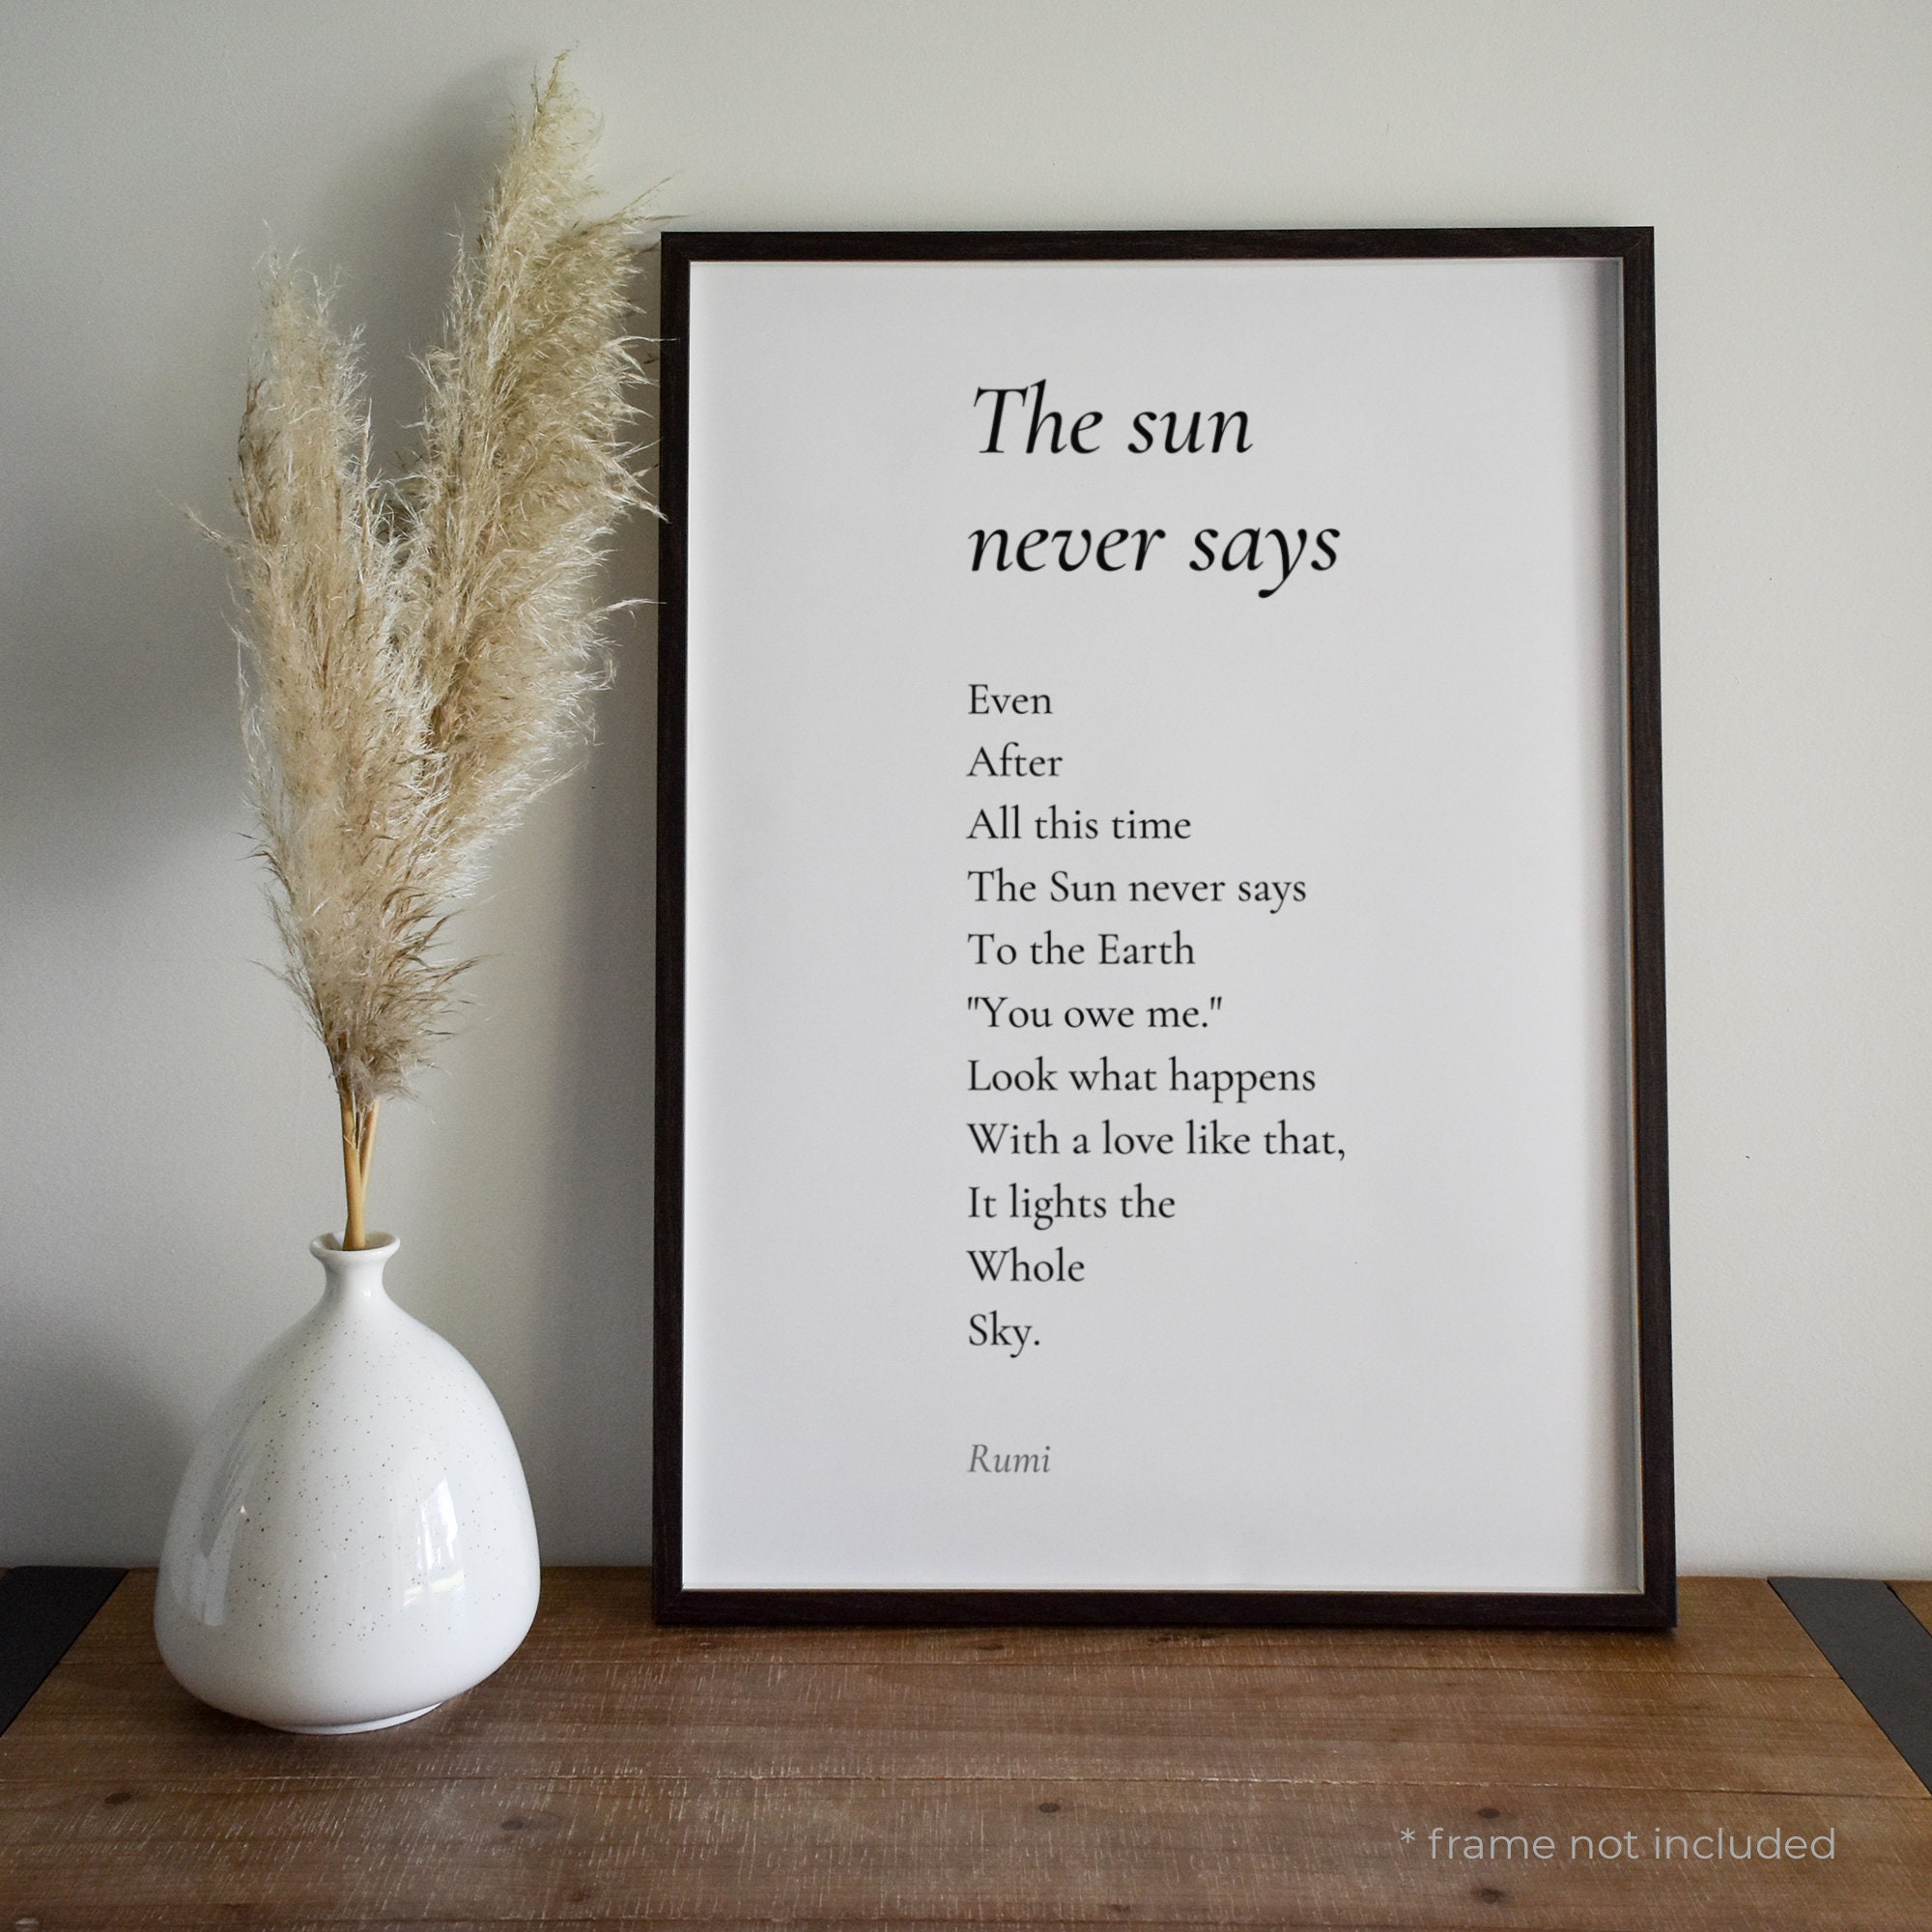 The sun
never says
Even
After
All this time
The Sun never says
To the Earth
"You owe me."
Look what happens
With a love like that,
It lights the
Whole
Sky.
Rumi
* frame not included